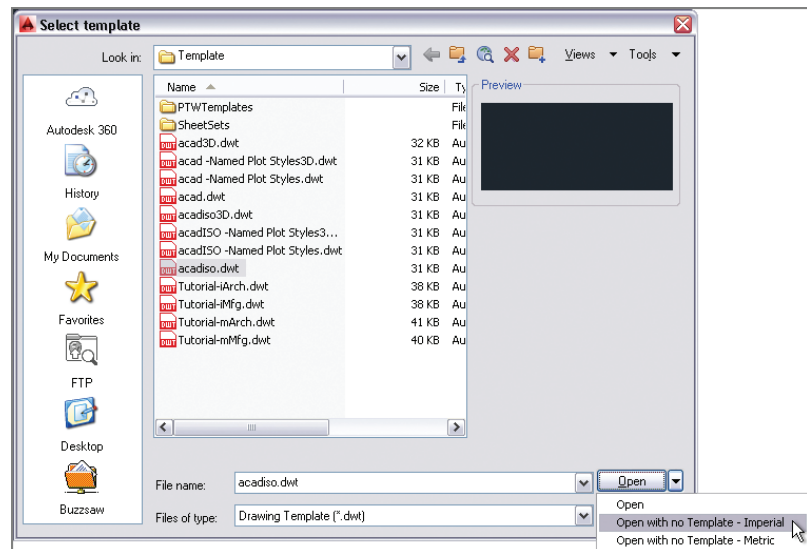 Select template
Look in: Template Views Tools
Name Size Ty
PTWTemplates File
SheetSets File
acad3D.dwt 32 KB Au
acad -Named Plot Styles3D.dwt 31 KB Au
acad -Named Plot Styles.dwt 31 KB Au
acad.dwt 31 KB Au
acadiso3D.dwt 31 KB Au
acadISO -Named Plot Styles3... 31 KB Au
acadISO -Named Plot Styles.dwt 31 KB Au
acadiso.dwt 31 KB Au
Tutorial-iArch.dwt 38 KB Au
Tutorial-iMfg.dwt 38 KB Au
Tutorial-mArch.dwt 41 KB Au
Tutorial-mMfg.dwt 40 KB Au
Preview
Autodesk 360
History
My Documents
Favorites
FTP
Desktop
Buzzsaw
File name: acadiso.dwt Open
Files of type: Drawing Template (*.dwt)
Open
Open with no Template - Imperial
Open with no Template - Metric